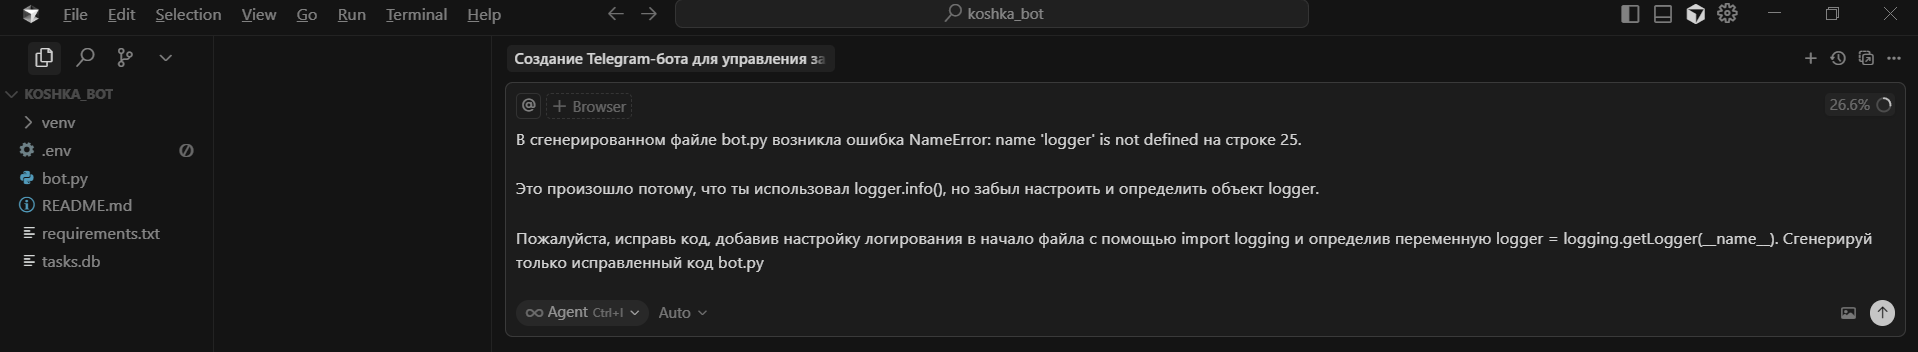 File Edit Selection View Go Run Terminal Help
koshka_bot
Создание Telegram-бота для управления за
KOSHKA_BOT
venv
.env
bot.py
README.md
requirements.txt
tasks.db
@ + Browser
26.6%
В сгенерированном файле bot.py возникла ошибка NameError: name 'logger' is not defined на строке 25.
Это произошло потому, что ты использовал logger.info(), но забыл настроить и определить объект logger.
Пожалуйста, исправь код, добавив настройку логирования в начало файла с помощью import logging и определив переменную logger = logging.getLogger(__name__). Сгенерируй
только исправленный код bot.py
Agent Ctrl+I Auto